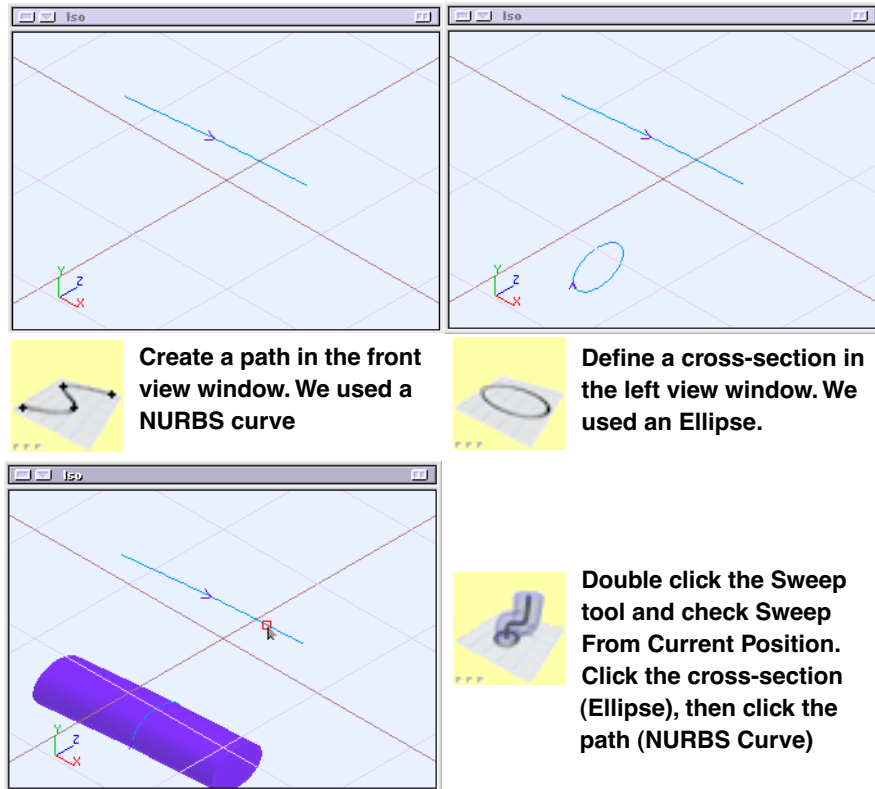 Iso
Iso
Y
Z
X
Y
Z
X
Create a path in the front
view window. We used a
NURBS curve
Define a cross-section in
the left view window. We
used an Ellipse.
Iso
Y
Z
X
Double click the Sweep
tool and check Sweep
From Current Position.
Click the cross-section
(Ellipse), then click the
path (NURBS Curve)